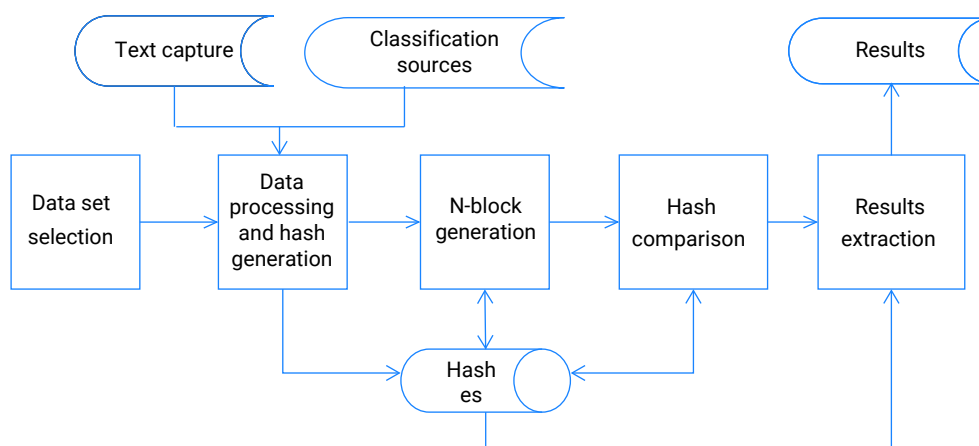 Text capture
Classification
sources
Results
Data set
selection
Data
processing
and hash
generation
N-block
generation
Hash
comparison
Results
extraction
Hash
es